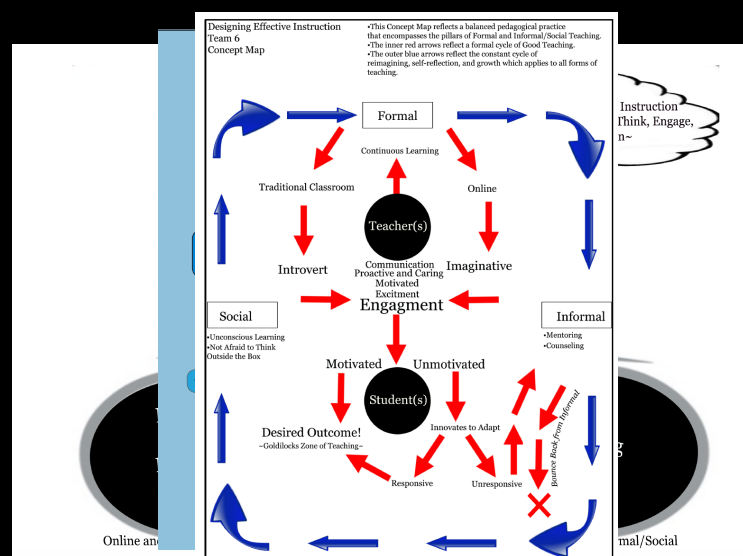 Designing Effective Instruction
Team 6
Concept Map
•This Concept Map reflects a balanced pedagogical practice
that encompasses the pillars of Formal and Informal/Social Teaching.
•The inner red arrows reflect a formal cycle of Good Teaching.
•The outer blue arrows reflect the constant cycle of
reimagining, self-reflection, and growth which applies to all forms of
teaching.
Instruction
Think, Engage,
Formal
Continuous Learning
Traditional Classroom
Online
Teacher(s)
Introvert
Imaginative
Communication
Proactive and Caring
Motivated
Excitment
Engagment
Social
•Unconscious Learning
•Not Afraid to Think
Outside the Box
Informal
•Mentoring
•Counseling
Motivated
Unmotivated
Student(s)
Desired Outcome!
~Goldilocks Zone of Teaching~
Innovates to Adapt
Responsive
Unresponsive
Bounce Back from Informal
Online and
rmal/Social